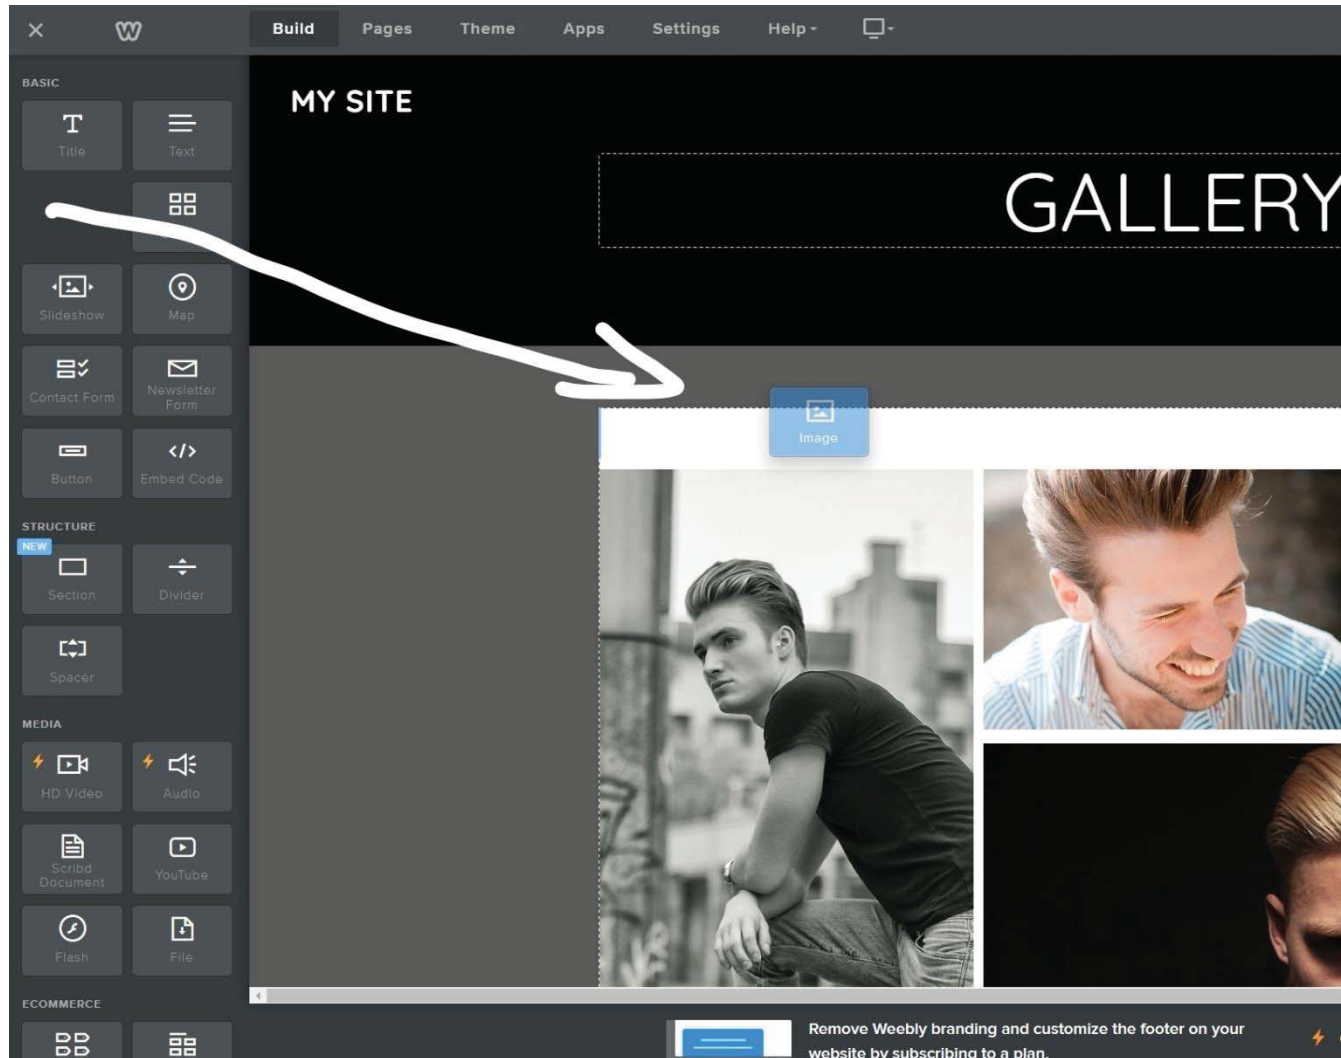 Build Pages Theme Apps Settings Help
BASIC
MY SITE
Title Text
GALLERY
Slideshow Map
Contact Form
Newsletter
Form
Image
Button Embed Code
STRUCTURE
NEW
Section Divider
Spacer
MEDIA
HD Video Audio
Scribd
Document
YouTube
Flash File
ECOMMERCE
Remove Weebly branding and customize the footer on your
website by subscribing to a plan.